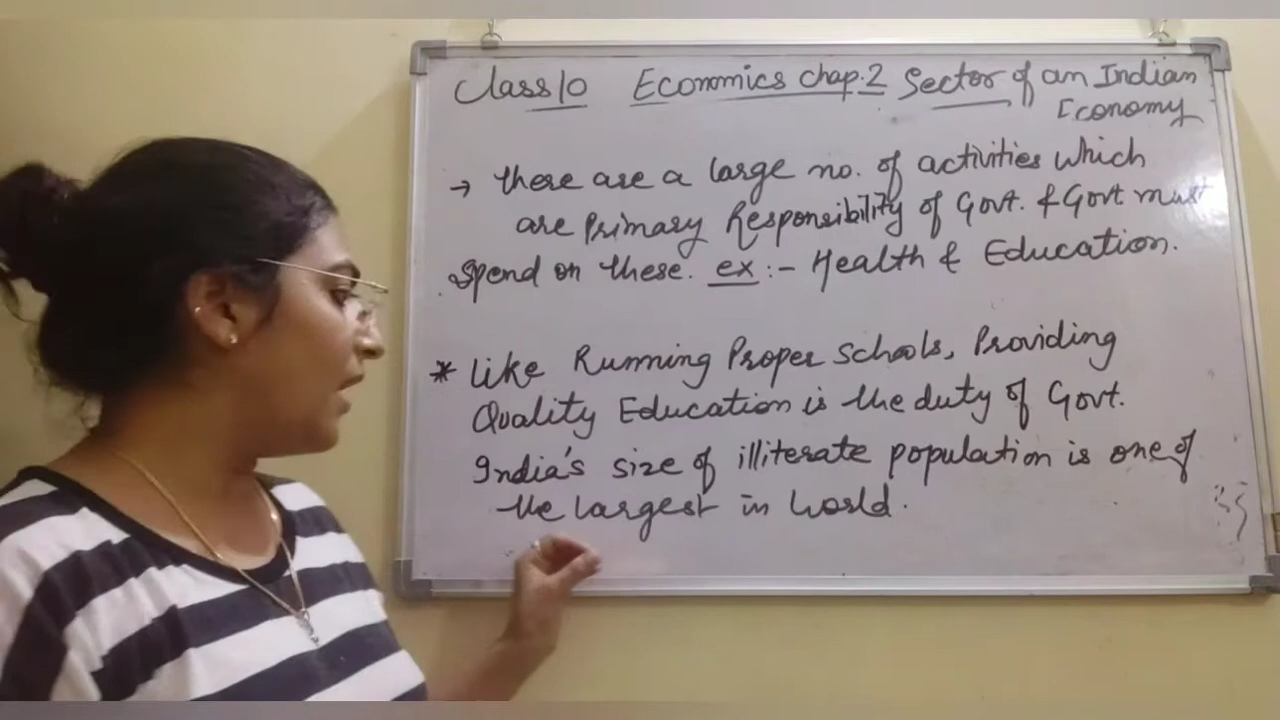 Class 10 Economics Chap. 2 Sector of an Indian
Economy
→ there are a large no. of activities which
are Primary Responsibility of Govt. & Govt must
Spend on these. ex :- Health & Education.
* Like Running Proper Schools, Providing
Quality Education is the duty of Govt.
India's size of illiterate population is one of
the largest in world.